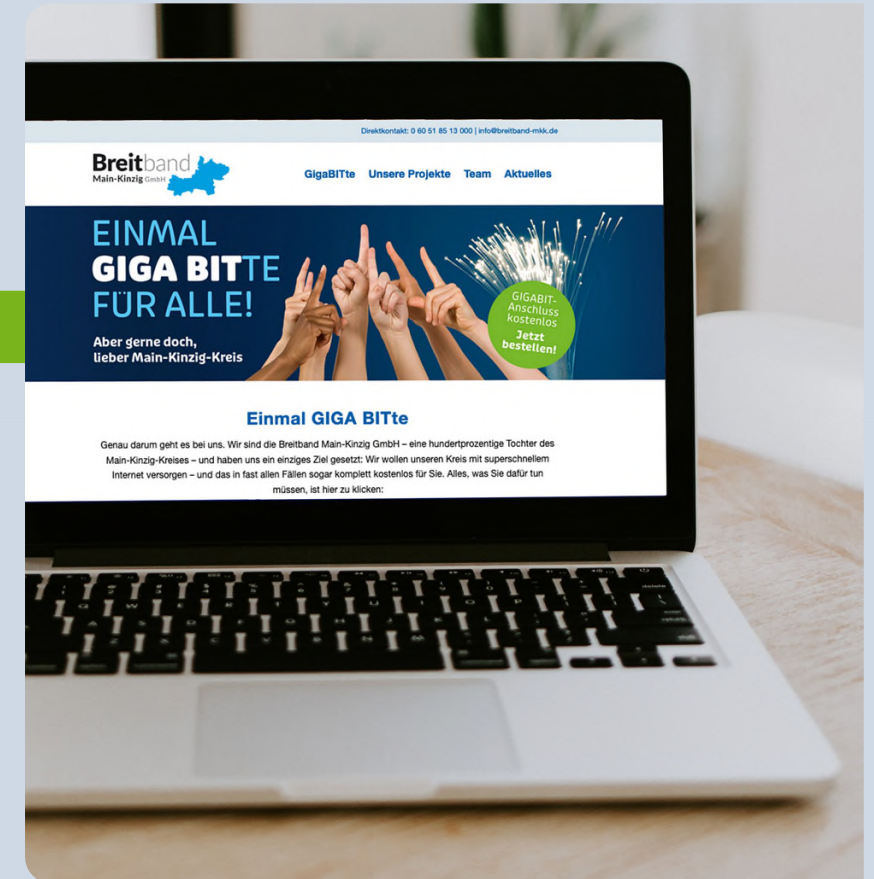 Direktkontakt: 0 60 51 85 13 000 | info@breitband-mkk.de
Breitband
Main-Kinzig GmbH
GigaBITte Unsere Projekte Team Aktuelles
EINMAL
GIGA BITTE
FÜR ALLE!
Aber gerne doch,
lieber Main-Kinzig-Kreis
GIGABIT-
Anschluss
kostenlos
Jetzt
bestellen!
Einmal GIGA BITte
Genau darum geht es bei uns. Wir sind die Breitband Main-Kinzig GmbH – eine hundertprozentige Tochter des
Main-Kinzig-Kreises – und haben uns ein einziges Ziel gesetzt: Wir wollen unseren Kreis mit superschnellem
Internet versorgen – und das in fast allen Fällen sogar komplett kostenlos für Sie. Alles, was Sie dafür tun
müssen, ist hier zu klicken: